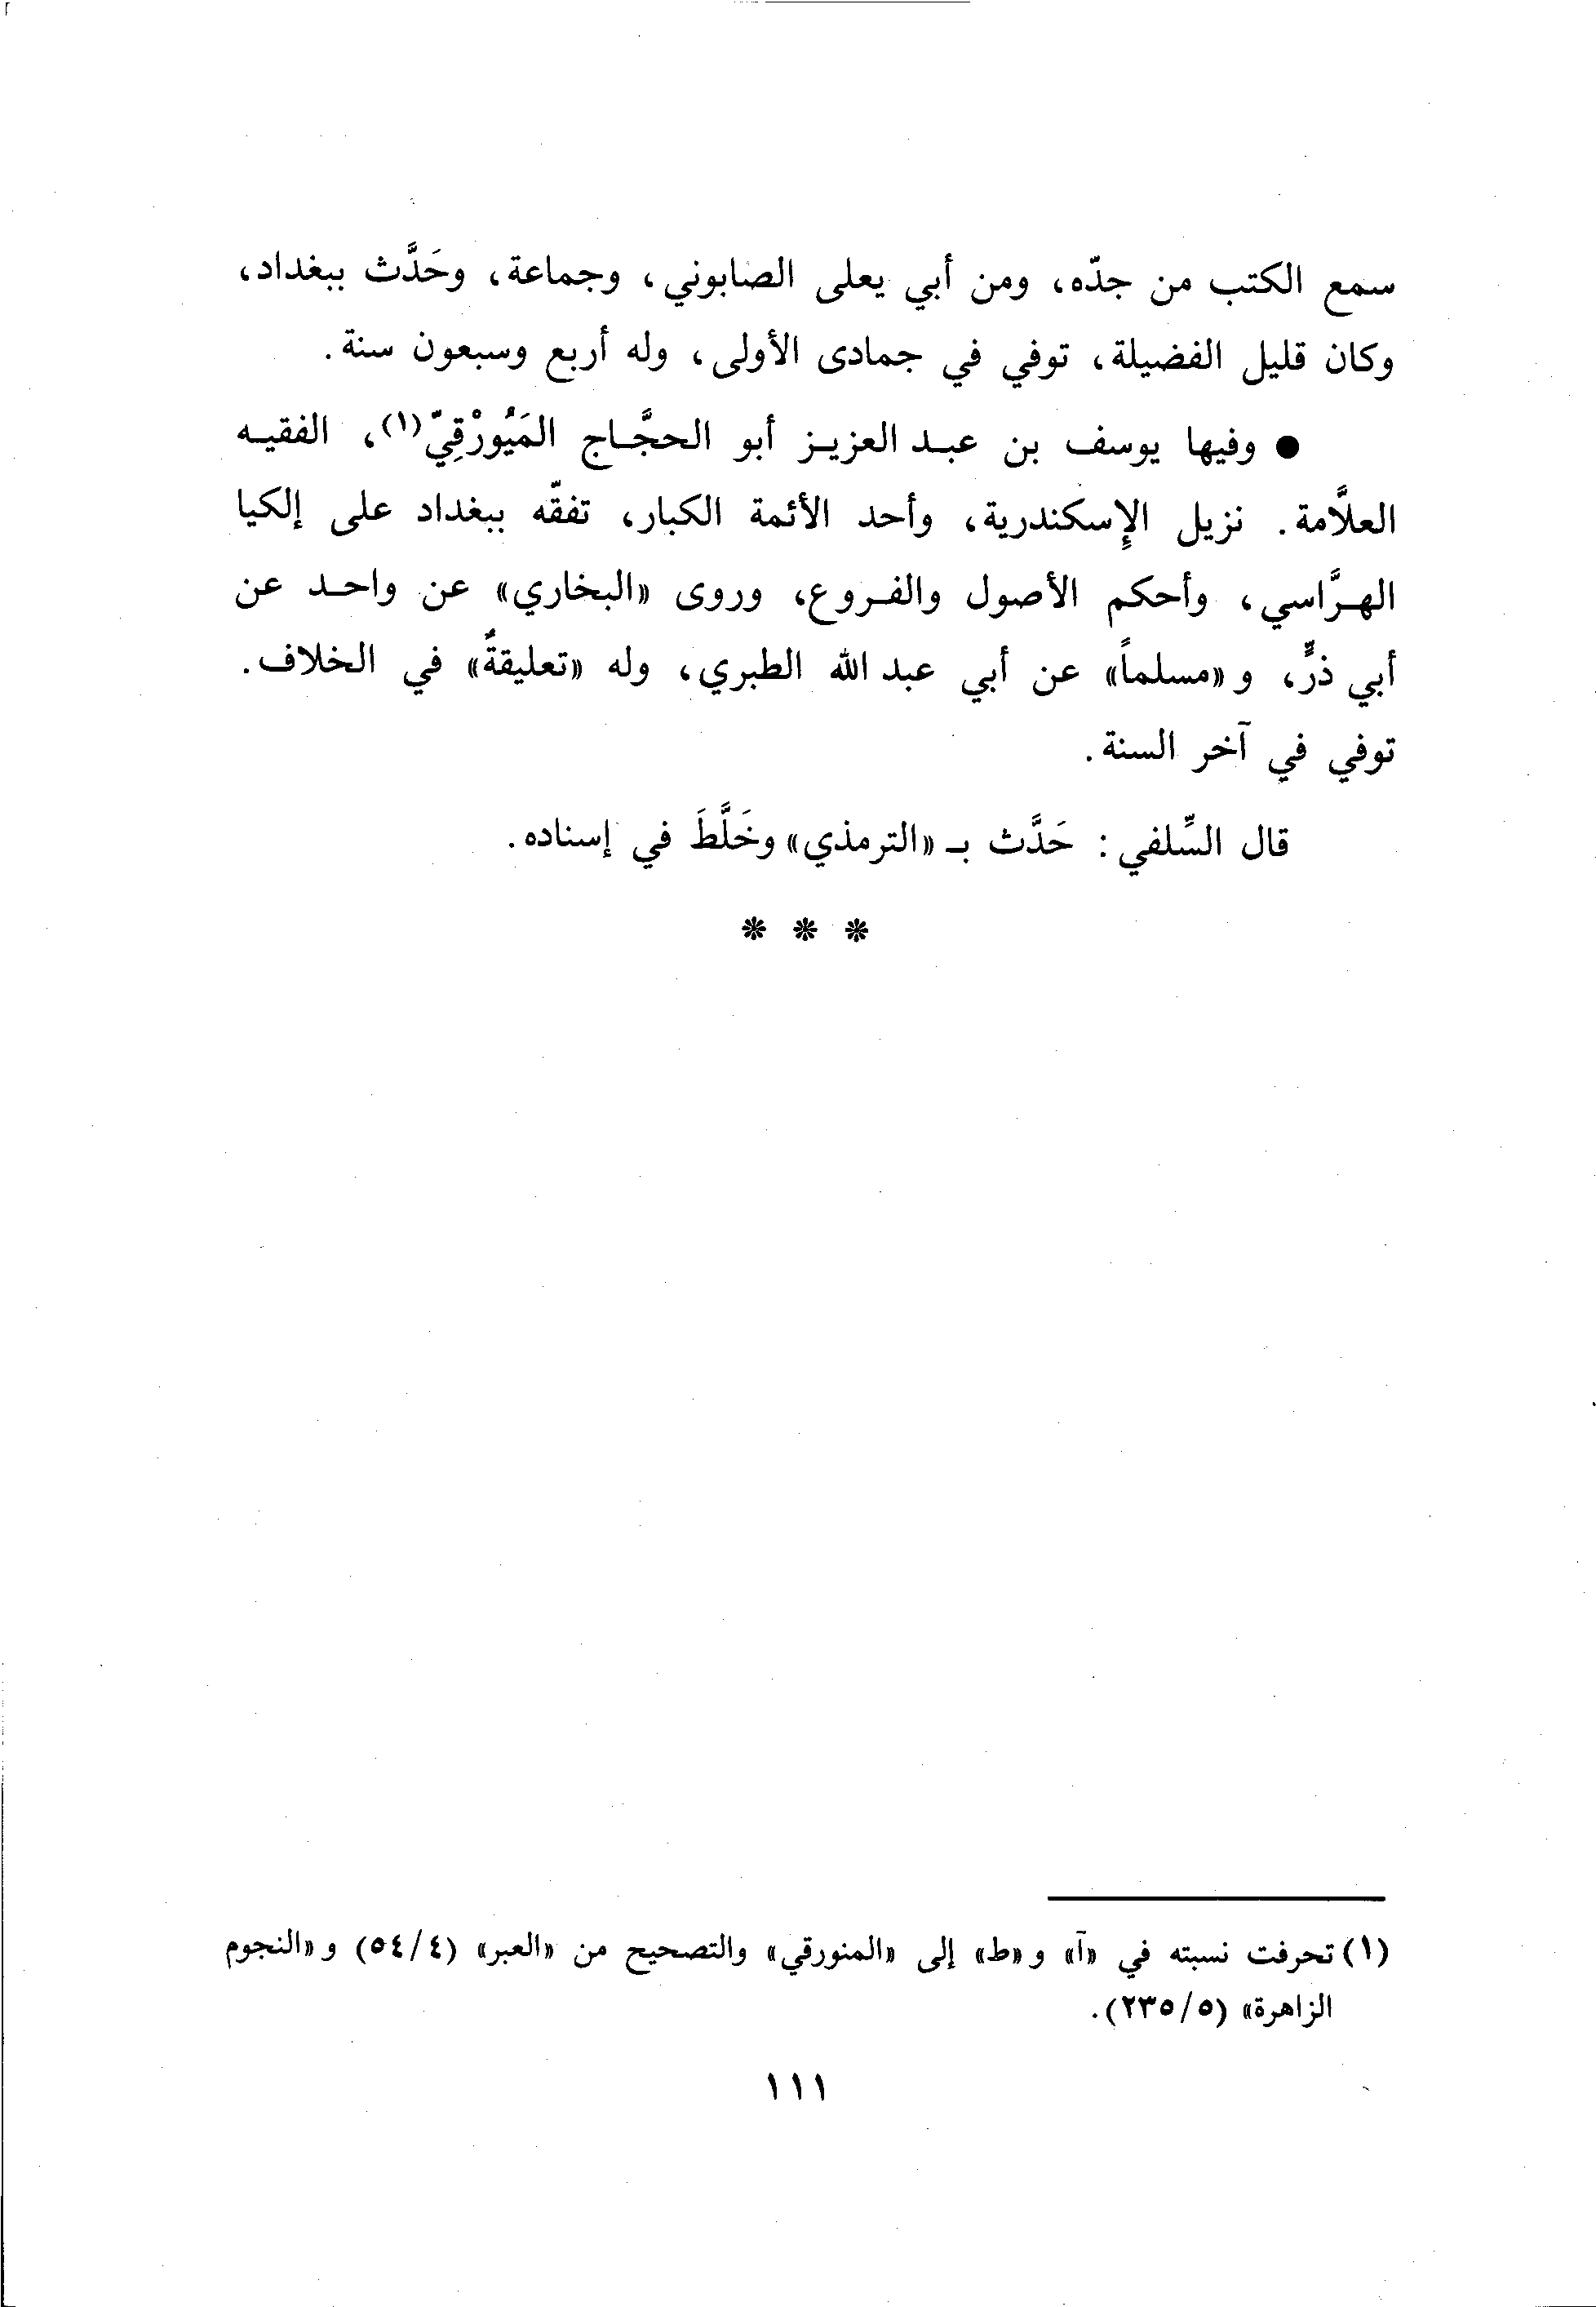 سمع الكتب من جدّه، ومن أبي يعلى الصابوني، وجماعة، وحَدَّث ببغداد،
وكان قليل الفضيلة، توفي في جمادى الأولى، وله أربع وسبعون سنة.
● وفيها يوسف بن عبد العزيز أبو الحجَّاج المَيُورْقِيّ(١)، الفقيه
العلاَّمة. نزيل الإِسكندرية، وأحد الأئمة الكبار، تفقّه ببغداد على إلكيا
الهرَّاسي، وأحكم الأصول والفروع، وروى «البخاري» عن واحد عن
أبي ذرٍّ، و«مسلماً» عن أبي عبد الله الطبري، وله «تعليقةٌ» في الخلاف.
توفي في آخر السنة.
قال السِّلفي: حَدَّث بـ «الترمذي» وخَلَّطَ في إسناده.
* * *
(١) تحرفت نسبته في «آ» و«ط» إلى «المنورقي» والتصحيح من «العبر» (٤/٥٤) و«النجوم
الزاهرة» (٥/٢٣٥).
١١١